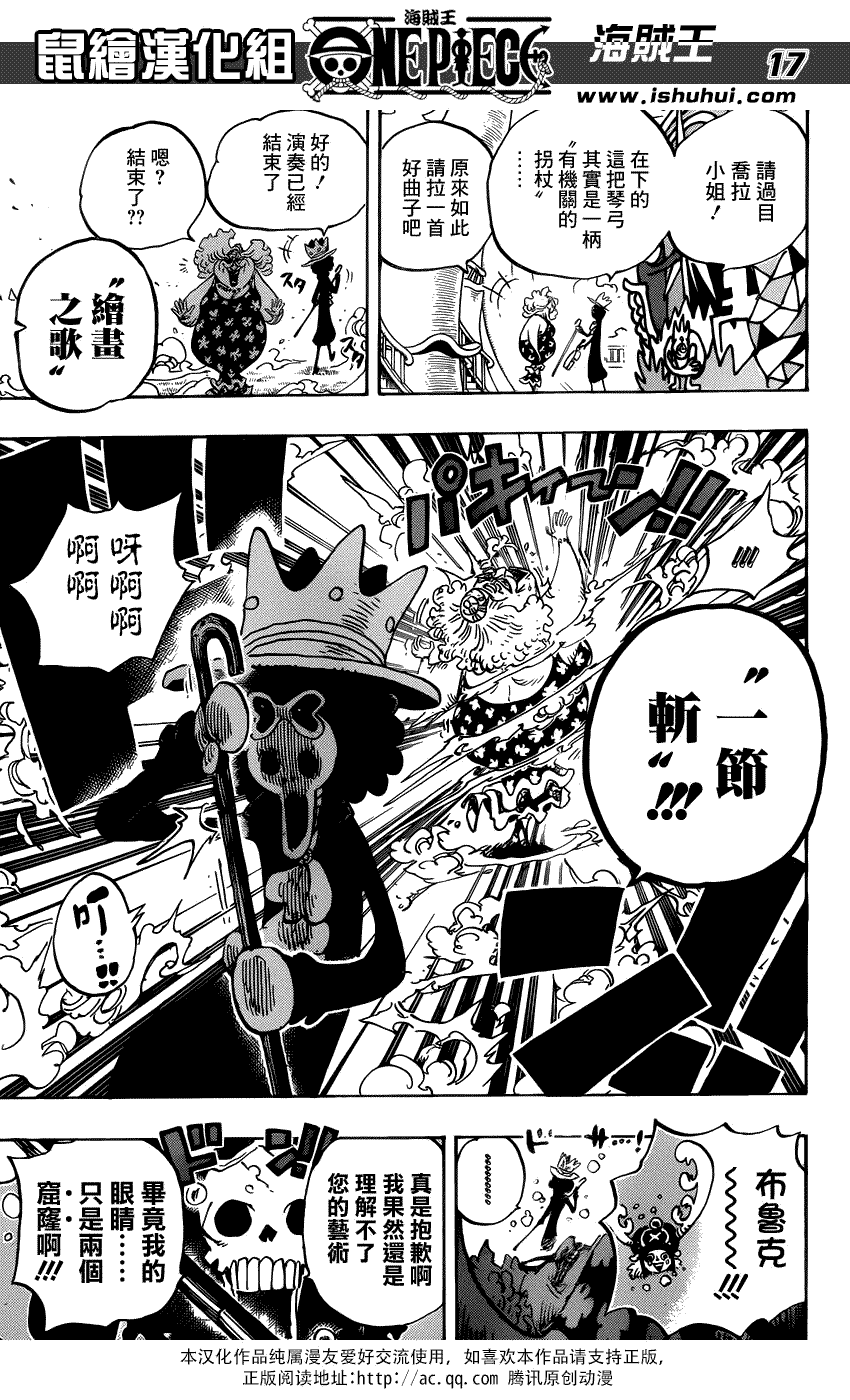 鼠繪漢化組
海賊王
ONE PIECE
海賊王
www.ishuhui.com
17
請過目
喬拉
小姐！
在下的
這把琴弓
其實是一柄
〝有機關的
拐杖〞
……
原來如此
請拉一首
好曲子吧
好的！
演奏已經
結束了
嗯？
結束了？？
スタ
〝繪畫
之歌〞
パキィーン!!
!!!
〝一節
斬〞!!!
呀啊啊
啊啊
叮…!!
布魯克
〜〜〜〜!!!
ド ン!!
真是抱歉啊
我果然還是
理解不了
您的藝術
畢竟我的
眼睛……
只是兩個
窟窿啊!!!
本汉化作品纯属漫友爱好交流使用，如喜欢本作品请支持正版，
正版阅读地址:http://ac.qq.com 腾讯原创动漫